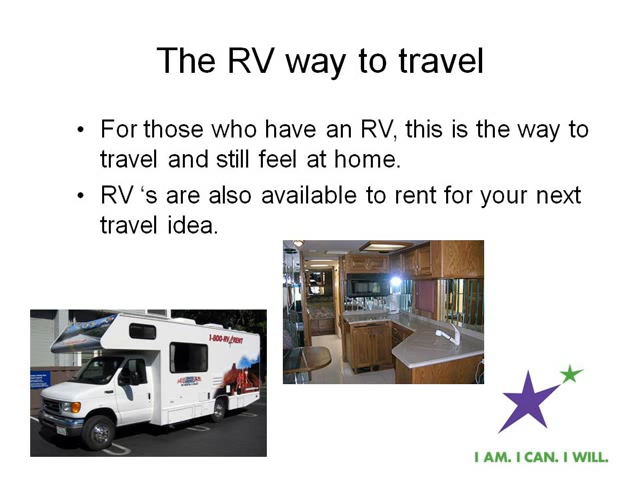 The RV way to travel
• For those who have an RV, this is the way to
travel and still feel at home.
• RV ‘s are also available to rent for your next
travel idea.
1-800-RV4RENT
I AM. I CAN. I WILL.